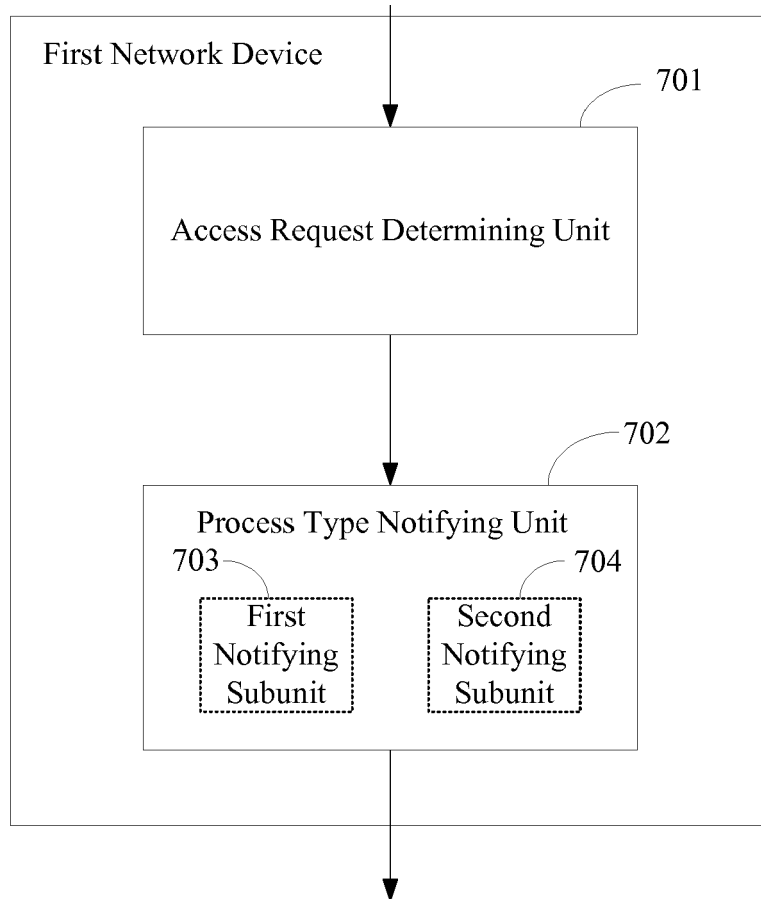 First Network Device
701
Access Request Determining Unit
702
Process Type Notifying Unit
703
704
First
Notifying
Subunit
Second
Notifying
Subunit